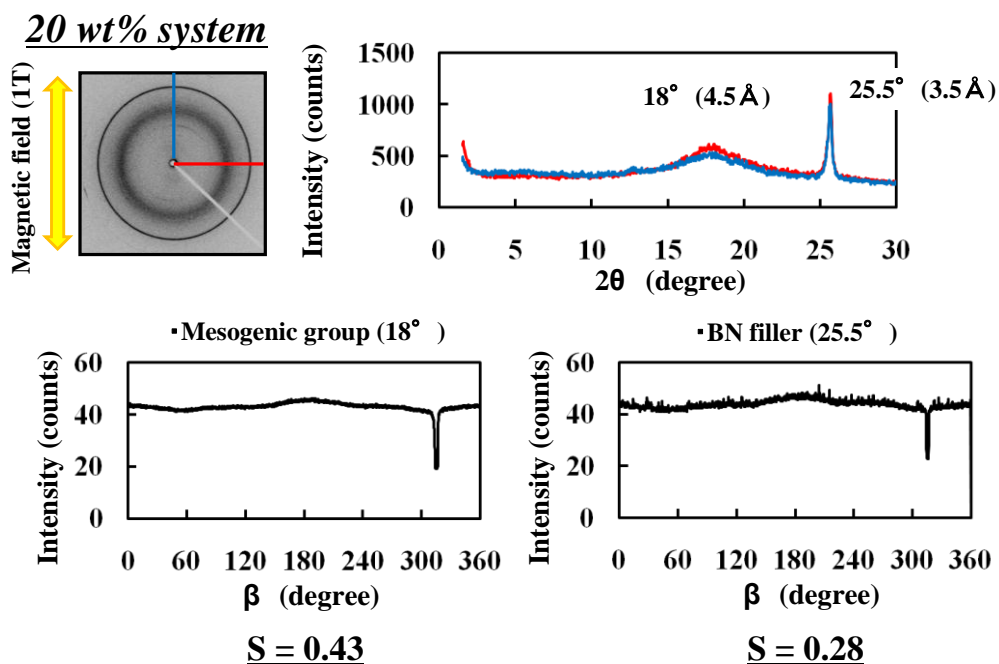 20 wt% system
Magnetic field (1T)
Intensity (counts)
1500
1000
500
0
18° (4.5Å)
25.5° (3.5Å)
0 5 10 15 20 25 30
2θ (degree)
・Mesogenic group (18°)
Intensity (counts)
60
40
20
0
0 60 120 180 240 300 360
β (degree)
S = 0.43
・BN filler (25.5°)
Intensity (counts)
60
40
20
0
0 60 120 180 240 300 360
β (degree)
S = 0.28